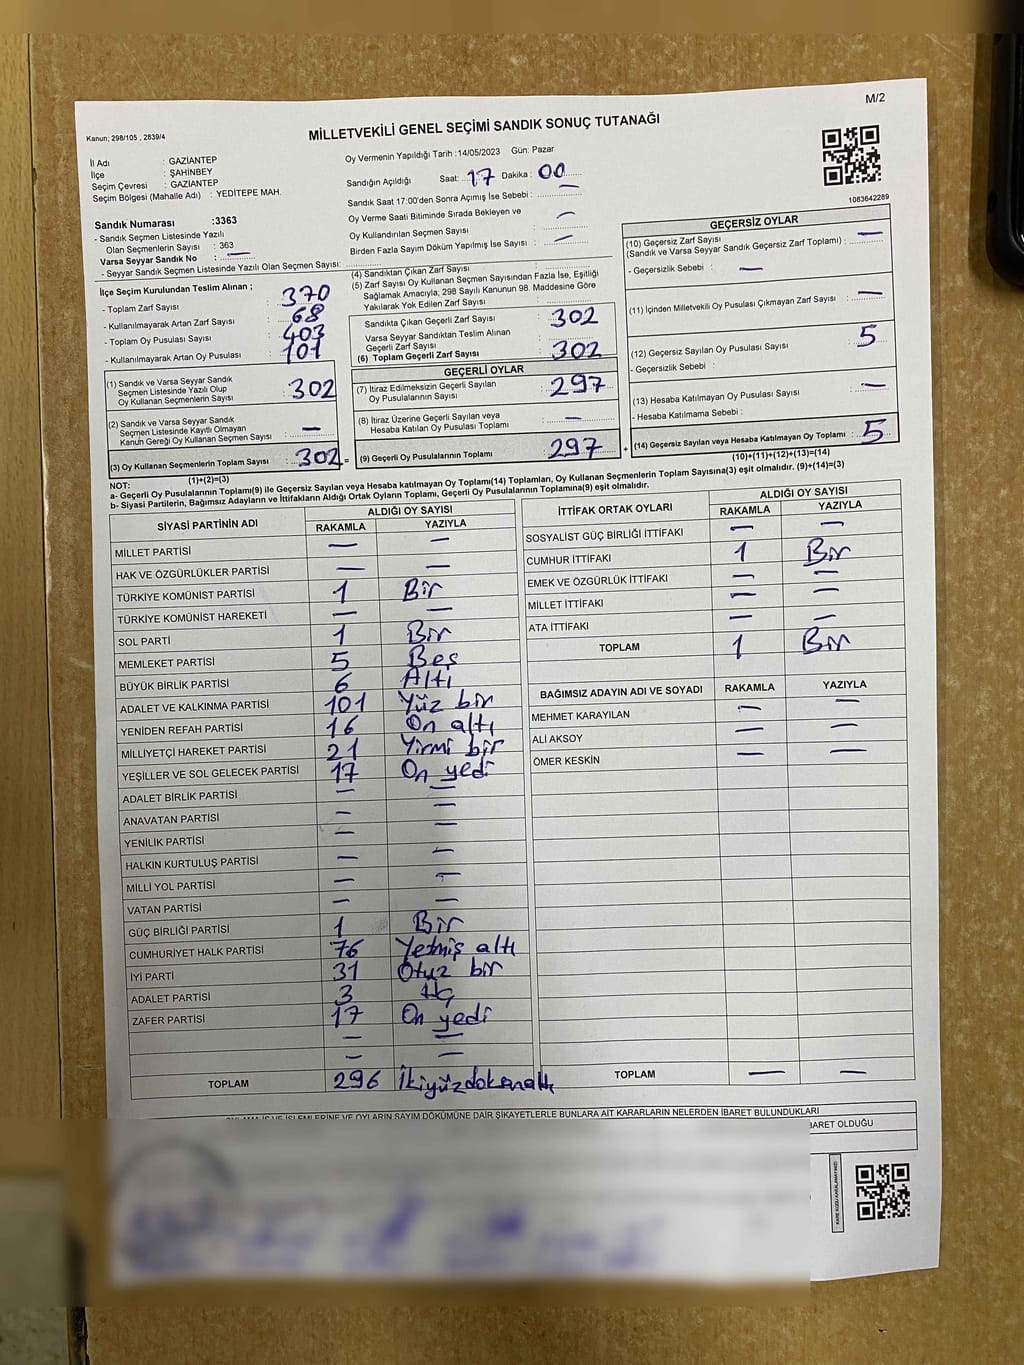 M/2
Kanun; 298/105 , 2839/4
MİLLETVEKİLİ GENEL SEÇİMİ SANDIK SONUÇ TUTANAĞI
İl Adı : GAZİANTEP
İlçe : ŞAHİNBEY
Seçim Çevresi : GAZİANTEP
Seçim Bölgesi (Mahalle Adı) : YEDİTEPE MAH.
Sandık Numarası :3363
- Sandık Seçmen Listesinde Yazılı
Olan Seçmenlerin Sayısı : 363
Varsa Seyyar Sandık No : —
- Seyyar Sandık Seçmen Listesinde Yazılı Olan Seçmen Sayısı:
Oy Vermenin Yapıldığı Tarih :14/05/2023 Gün: Pazar
Sandığın Açıldığı Saat: 17 Dakika : 00
Sandık Saat 17:00'den Sonra Açımış İse Sebebi : —
Oy Verme Saati Bitiminde Sırada Bekleyen ve
Oy Kullandırılan Seçmen Sayısı : —
Birden Fazla Sayım Döküm Yapılmış İse Sayısı : —
1083642289
İlçe Seçim Kurulundan Teslim Alınan ;
- Toplam Zarf Sayısı : 370
- Kullanılmayarak Artan Zarf Sayısı : 68
- Toplam Oy Pusulası Sayısı : 403
- Kullanılmayarak Artan Oy Pusulası : 101
(1) Sandık ve Varsa Seyyar Sandık
Seçmen Listesinde Yazılı Olup
Oy Kullanan Seçmenlerin Sayısı : 302
(2) Sandık ve Varsa Seyyar Sandık
Seçmen Listesinde Kayıtlı Olmayan
Kanun Gereği Oy Kullanan Seçmen Sayısı : —
(3) Oy Kullanan Seçmenlerin Toplam Sayısı : 302 =
(1)+(2)=(3)
(4) Sandıktan Çıkan Zarf Sayısı :
(5) Zarf Sayısı Oy Kullanan Seçmen Sayısından Fazla İse, Eşitliği
Sağlamak Amacıyla, 298 Sayılı Kanunun 98. Maddesine Göre
Yakılarak Yok Edilen Zarf Sayısı :
Sandıkta Çıkan Geçerli Zarf Sayısı : 302
Varsa Seyyar Sandıktan Teslim Alınan
Geçerli Zarf Sayısı :
(6) Toplam Geçerli Zarf Sayısı : 302
GEÇERLİ OYLAR
(7) İtiraz Edilmeksizin Geçerli Sayılan
Oy Pusulalarının Sayısı : 297
(8) İtiraz Üzerine Geçerli Sayılan veya
Hesaba Katılan Oy Pusulası Sayısı : —
(9) Geçerli Oy Pusulalarının Toplamı : 297 +
GEÇERSİZ OYLAR
(10) Geçersiz Zarf Sayısı
(Sandık ve Varsa Seyyar Sandık Geçersiz Zarf Toplamı) : —
- Geçersizlik Sebebi : —
(11) İçinden Milletvekili Oy Pusulası Çıkmayan Zarf Sayısı : —
(12) Geçersiz Sayılan Oy Pusulası Sayısı : 5
- Geçersizlik Sebebi :
(13) Hesaba Katılmayan Oy Pusulası Sayısı : —
- Hesaba Katılmama Sebebi :
(14) Geçersiz Sayılan veya Hesaba Katılmayan Oy Toplamı : 5
(10)+(11)+(12)+(13)=(14)
NOT:
a- Geçerli Oy Pusulalarının Toplamı(9) ile Geçersiz Sayılan veya Hesaba katılmayan Oy Toplamı(14) Toplamları, Oy Kullanan Seçmenlerin Toplam Sayısına(3) eşit olmalıdır. (9)+(14)=(3)
b- Siyasi Partilerin, Bağımsız Adayların ve İttifakların Aldığı Ortak Oyların Toplamı, Geçerli Oy Pusulalarının Toplamına(9) eşit olmalıdır.
SİYASİ PARTİNİN ADI ALDIĞI OY SAYISI
RAKAMLA YAZIYLA
MİLLET PARTİSİ — —
HAK VE ÖZGÜRLÜKLER PARTİSİ — —
TÜRKİYE KOMÜNİST PARTİSİ 1 Bir
TÜRKİYE KOMÜNİST HAREKETİ — —
SOL PARTİ 1 Bir
MEMLEKET PARTİSİ 5 Beş
BÜYÜK BİRLİK PARTİSİ 6 Altı
ADALET VE KALKINMA PARTİSİ 101 Yüz bir
YENİDEN REFAH PARTİSİ 16 On altı
MİLLİYETÇİ HAREKET PARTİSİ 21 Yirmi bir
YEŞİLLER VE SOL GELECEK PARTİSİ 17 On yedi
ADALET BİRLİK PARTİSİ — —
ANAVATAN PARTİSİ — —
YENİLİK PARTİSİ — —
HALKIN KURTULUŞ PARTİSİ — —
MİLLİ YOL PARTİSİ — —
VATAN PARTİSİ — —
GÜÇ BİRLİĞİ PARTİSİ 1 Bir
CUMHURİYET HALK PARTİSİ 76 Yetmiş altı
İYİ PARTİ 31 Otuz bir
ADALET PARTİSİ 3 Üç
ZAFER PARTİSİ 17 On yedi
— —
— —
TOPLAM 296 İkiyüzdoksanaltı
İTTİFAK ORTAK OYLARI ALDIĞI OY SAYISI
RAKAMLA YAZIYLA
SOSYALİST GÜÇ BİRLİĞİ İTTİFAKI — —
CUMHUR İTTİFAKI 1 Bir
EMEK VE ÖZGÜRLÜK İTTİFAKI — —
MİLLET İTTİFAKI — —
ATA İTTİFAKI — —
TOPLAM 1 Bir
BAĞIMSIZ ADAYIN ADI VE SOYADI RAKAMLA YAZIYLA
MEHMET KARAYILAN — —
ALİ AKSOY — —
ÖMER KESKİN — —
TOPLAM — —
İŞ VE İŞLEMLERİNE VE OYLARIN SAYIM DÖKÜMÜNE DAİR ŞİKAYETLERLE BUNLARA AİT KARARLARIN NELERDEN İBARET BULUNDUKLARI
İBARET OLDUĞU
KARE KODU KARALAMAYINIZ!